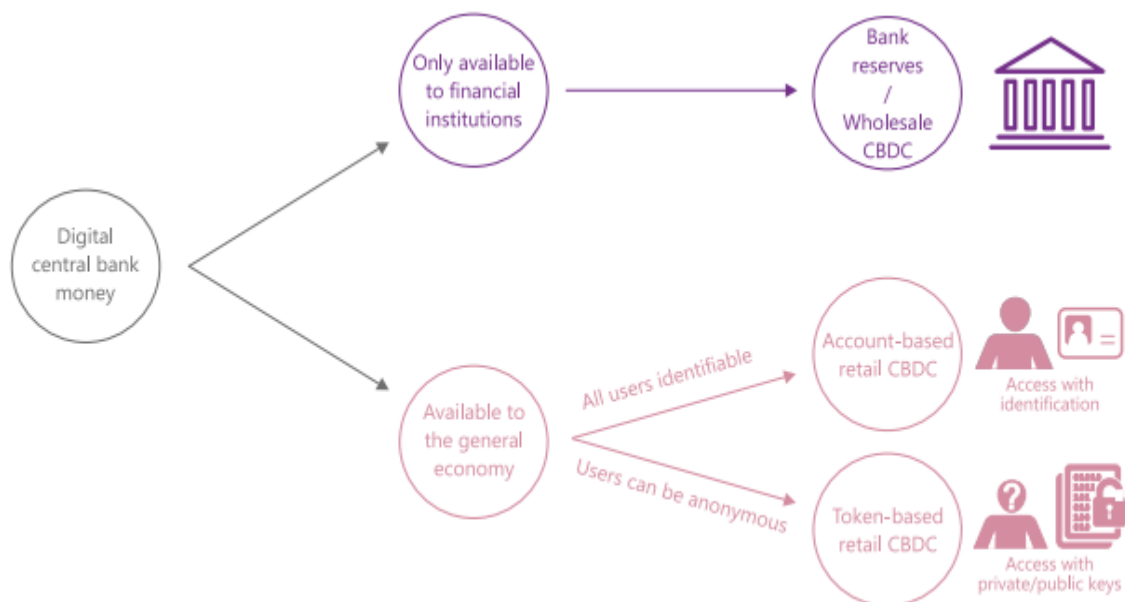 Only available
to financial
institutions
Bank
reserves
/
Wholesale
CBDC
Digital
central bank
money
Available to
the general
economy
All users identifiable
Users can be anonymous
Account-based
retail CBDC
Access with
identification
Token-based
retail CBDC
Access with
private/public keys